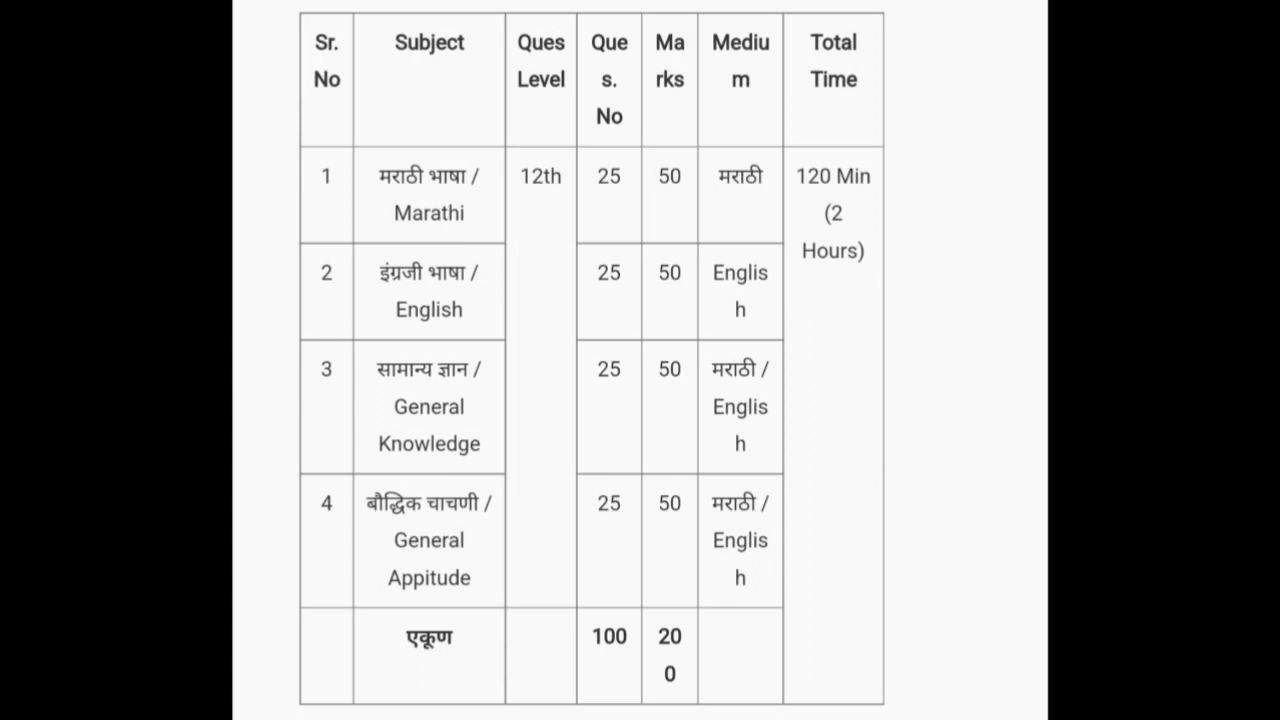 Sr. No Subject Ques Level Que s. No Ma rks Mediu m Total Time
1 मराठी भाषा / Marathi 12th 25 50 मराठी 120 Min (2 Hours)
2 इंग्रजी भाषा / English 25 50 Englis h
3 सामान्य ज्ञान / General Knowledge 25 50 मराठी / Englis h
4 बौद्धिक चाचणी / General Appitude 25 50 मराठी / Englis h
एकूण 100 20 0